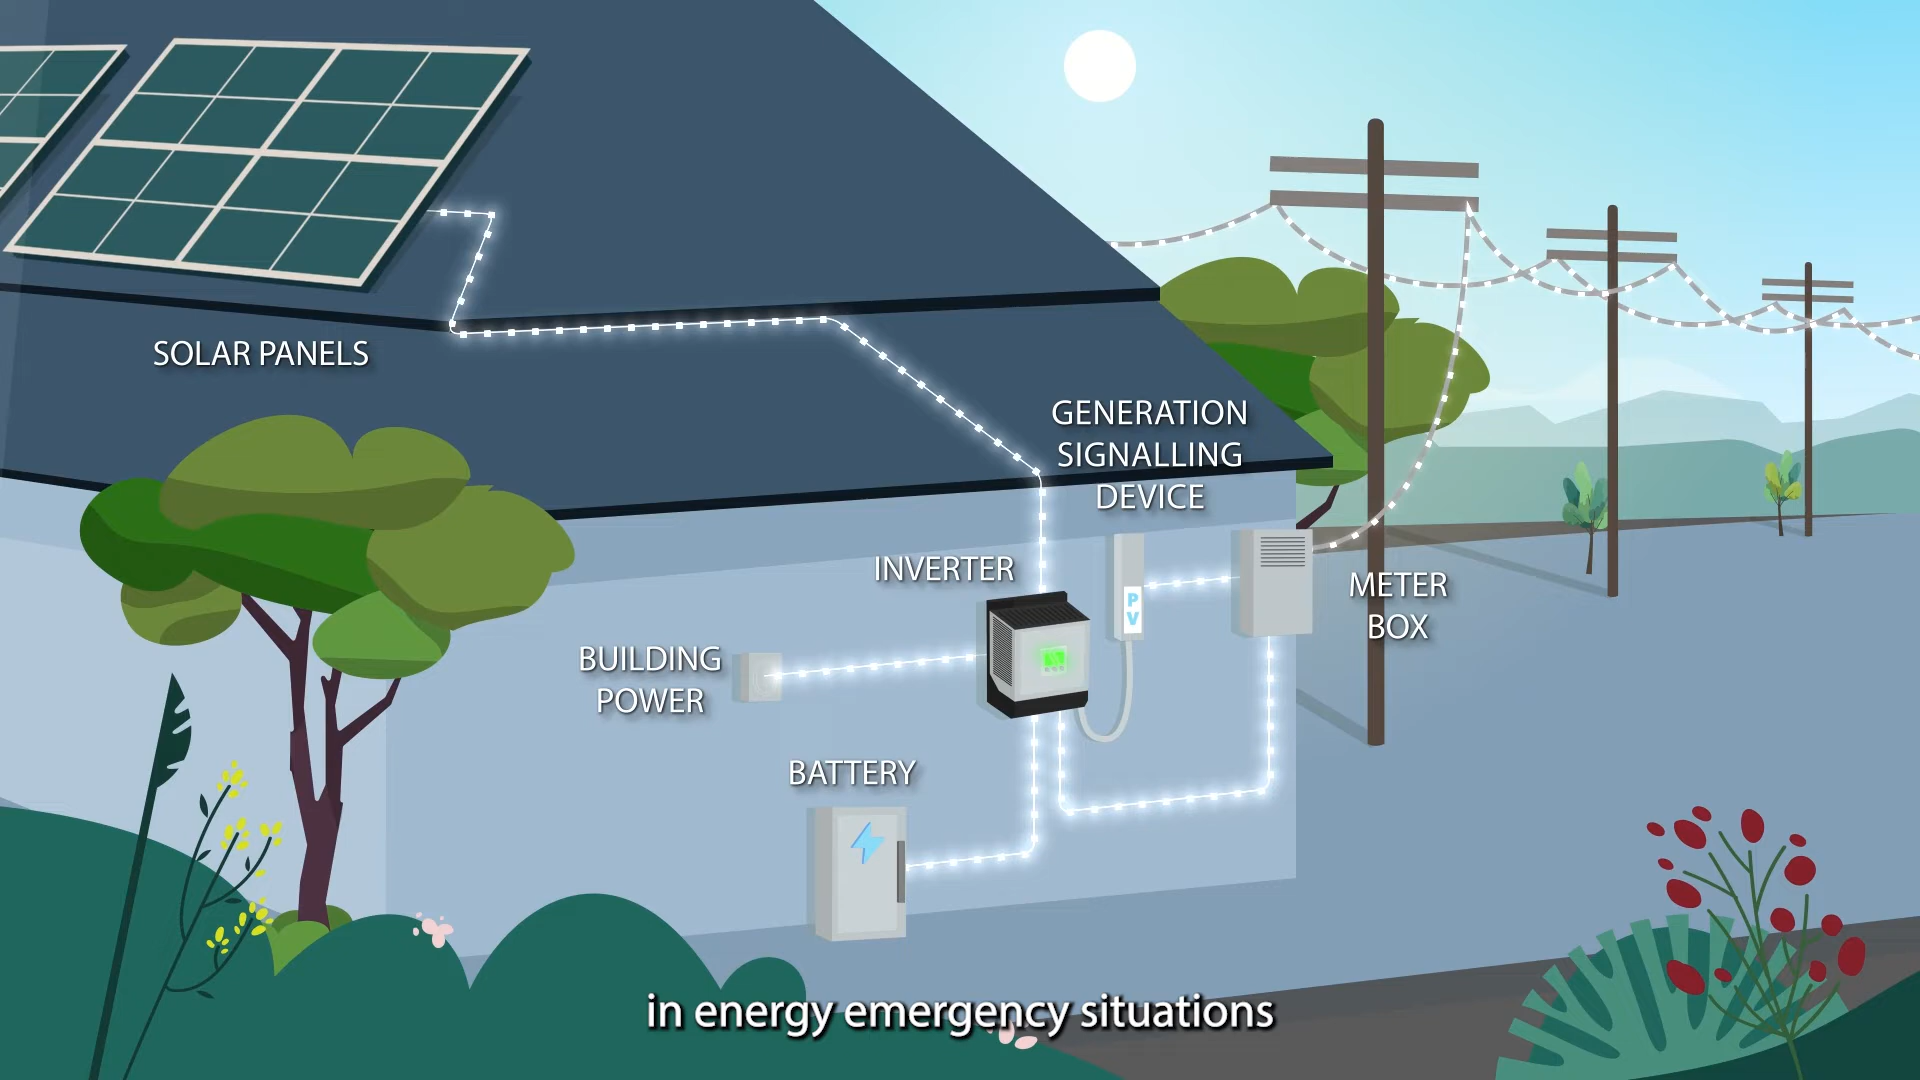 SOLAR PANELS
GENERATION
SIGNALLING
DEVICE
INVERTER
METER
BOX
P
V
BUILDING
POWER
BATTERY
in energy emergency situations